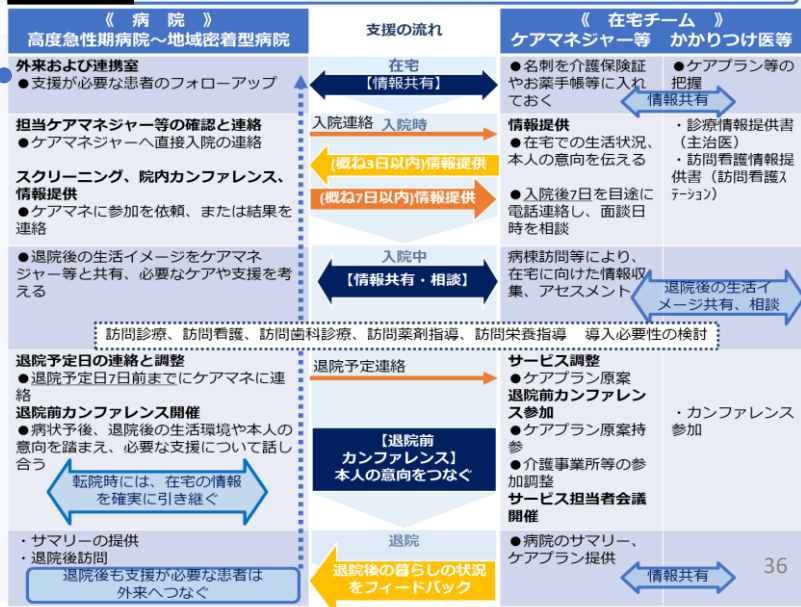 《 病 院 》
高度急性期病院～地域密着型病院
支援の流れ
《 在宅チーム 》
ケアマネジャー等 かかりつけ医等
外来および連携室
●支援が必要な患者のフォローアップ
在宅
【情報共有】
●名刺を介護保険証
やお薬手帳等に入れ
ておく
●ケアプラン等の
把握
情報共有
担当ケアマネジャー等の確認と連絡
●ケアマネジャーへ直接入院の連絡
スクリーニング、院内カンファレンス、
情報提供
●ケアマネに参加を依頼、または結果を
連絡
入院連絡 入院時
(概ね3日以内)情報提供
(概ね7日以内)情報提供
情報提供
●在宅での生活状況、
本人の意向を伝える
●入院後7日を目途に
電話連絡し、面談日
時を相談
・診療情報提供書
（主治医）
・訪問看護情報提
供書（訪問看護ｽ
ﾃｰｼｮﾝ）
●退院後の生活イメージをケアマネ
ジャー等と共有、必要なケアや支援を考
える
入院中
【情報共有・相談】
病棟訪問等により、
在宅に向けた情報収
集、アセスメント
退院後の生活イ
メージ共有、相談
訪問診療、訪問看護、訪問歯科診療、訪問薬剤指導、訪問栄養指導 導入必要性の検討
退院予定日の連絡と調整
●退院予定日7日前までにケアマネに連
絡
退院前カンファレンス開催
●病状予後、退院後の生活環境や本人の
意向を踏まえ、必要な支援について話し
合う
転院時には、在宅の情報
を確実に引き継ぐ
退院予定連絡
【退院前
カンファレンス】
本人の意向をつなぐ
サービス調整
●ケアプラン原案
退院前カンファレン
ス参加
●ケアプラン原案持
参
●介護事業所等の参
加調整
サービス担当者会議
開催
・カンファレンス
参加
・サマリーの提供
・退院後訪問
退院後も支援が必要な患者は
外来へつなぐ
退院
退院後の暮らしの状況
をフィードバック
●病院のサマリー、
ケアプラン提供
情報共有
36